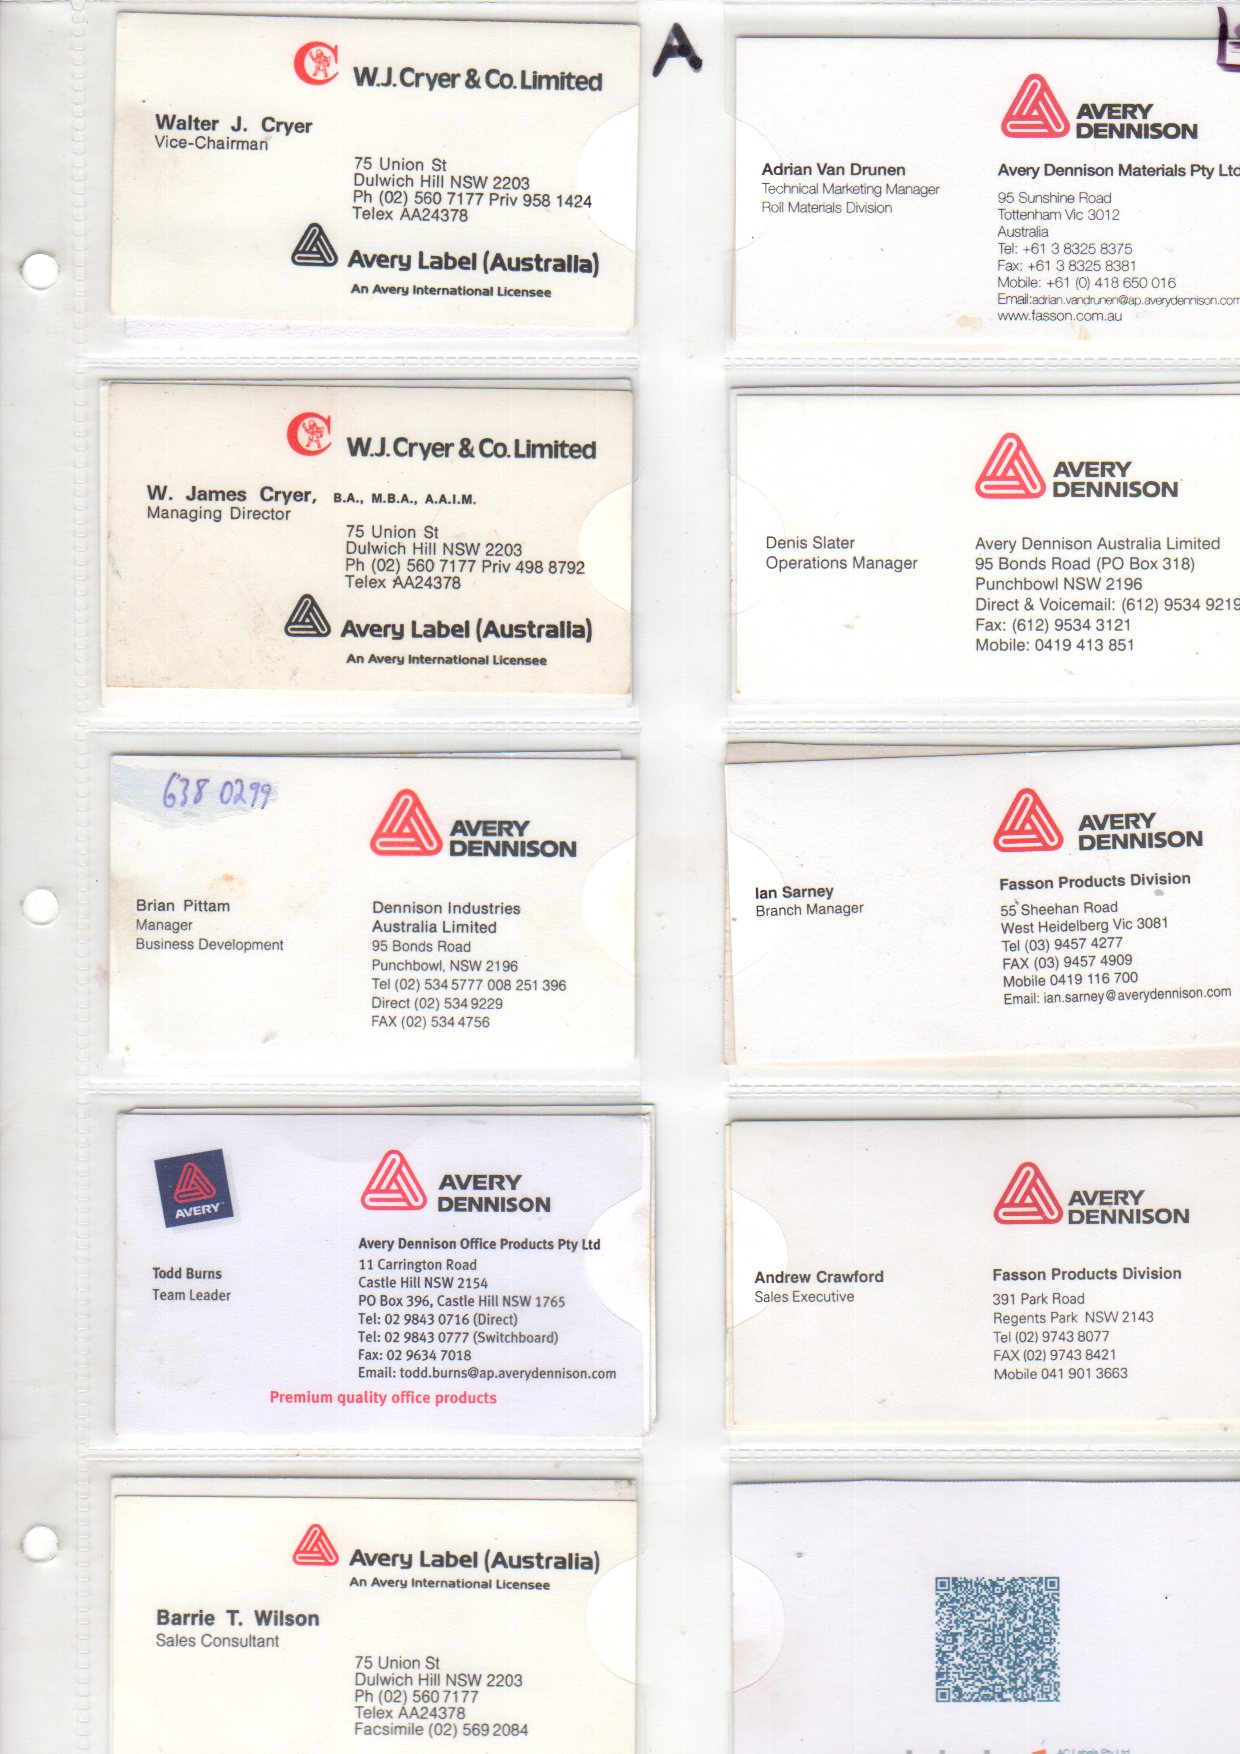 A
W.J. Cryer & Co. Limited
Walter J. Cryer
Vice-Chairman
75 Union St
Dulwich Hill NSW 2203
Ph (02) 560 7177 Priv 958 1424
Telex AA24378
Avery Label (Australia)
An Avery International Licensee
AVERY
DENNISON
Adrian Van Drunen
Technical Marketing Manager
Roll Materials Division
Avery Dennison Materials Pty Ltd
95 Sunshine Road
Tottenham Vic 3012
Australia
Tel: +61 3 8325 8375
Fax: +61 3 8325 8381
Mobile: +61 (0) 418 650 016
Email:adrian.vandrunen@ap.averydennison.com
www.fasson.com.au
W.J. Cryer & Co. Limited
W. James Cryer, B.A., M.B.A., A.A.I.M.
Managing Director
75 Union St
Dulwich Hill NSW 2203
Ph (02) 560 7177 Priv 498 8792
Telex AA24378
Avery Label (Australia)
An Avery International Licensee
AVERY
DENNISON
Denis Slater
Operations Manager
Avery Dennison Australia Limited
95 Bonds Road (PO Box 318)
Punchbowl NSW 2196
Direct & Voicemail: (612) 9534 9219
Fax: (612) 9534 3121
Mobile: 0419 413 851
638 0299
AVERY
DENNISON
Brian Pittam
Manager
Business Development
Dennison Industries
Australia Limited
95 Bonds Road
Punchbowl, NSW 2196
Tel (02) 534 5777 008 251 396
Direct (02) 534 9229
FAX (02) 534 4756
AVERY
DENNISON
Ian Sarney
Branch Manager
Fasson Products Division
55 Sheehan Road
West Heidelberg Vic 3081
Tel (03) 9457 4277
FAX (03) 9457 4909
Mobile 0419 116 700
Email: ian.sarney@averydennison.com
AVERY
AVERY
DENNISON
Todd Burns
Team Leader
Avery Dennison Office Products Pty Ltd
11 Carrington Road
Castle Hill NSW 2154
PO Box 396, Castle Hill NSW 1765
Tel: 02 9843 0716 (Direct)
Tel: 02 9843 0777 (Switchboard)
Fax: 02 9634 7018
Email: todd.burns@ap.averydennison.com
Premium quality office products
AVERY
DENNISON
Andrew Crawford
Sales Executive
Fasson Products Division
391 Park Road
Regents Park NSW 2143
Tel (02) 9743 8077
FAX (02) 9743 8421
Mobile 041 901 3663
Avery Label (Australia)
An Avery International Licensee
Barrie T. Wilson
Sales Consultant
75 Union St
Dulwich Hill NSW 2203
Ph (02) 560 7177
Telex AA24378
Facsimile (02) 569 2084
AC Labels Pty Ltd